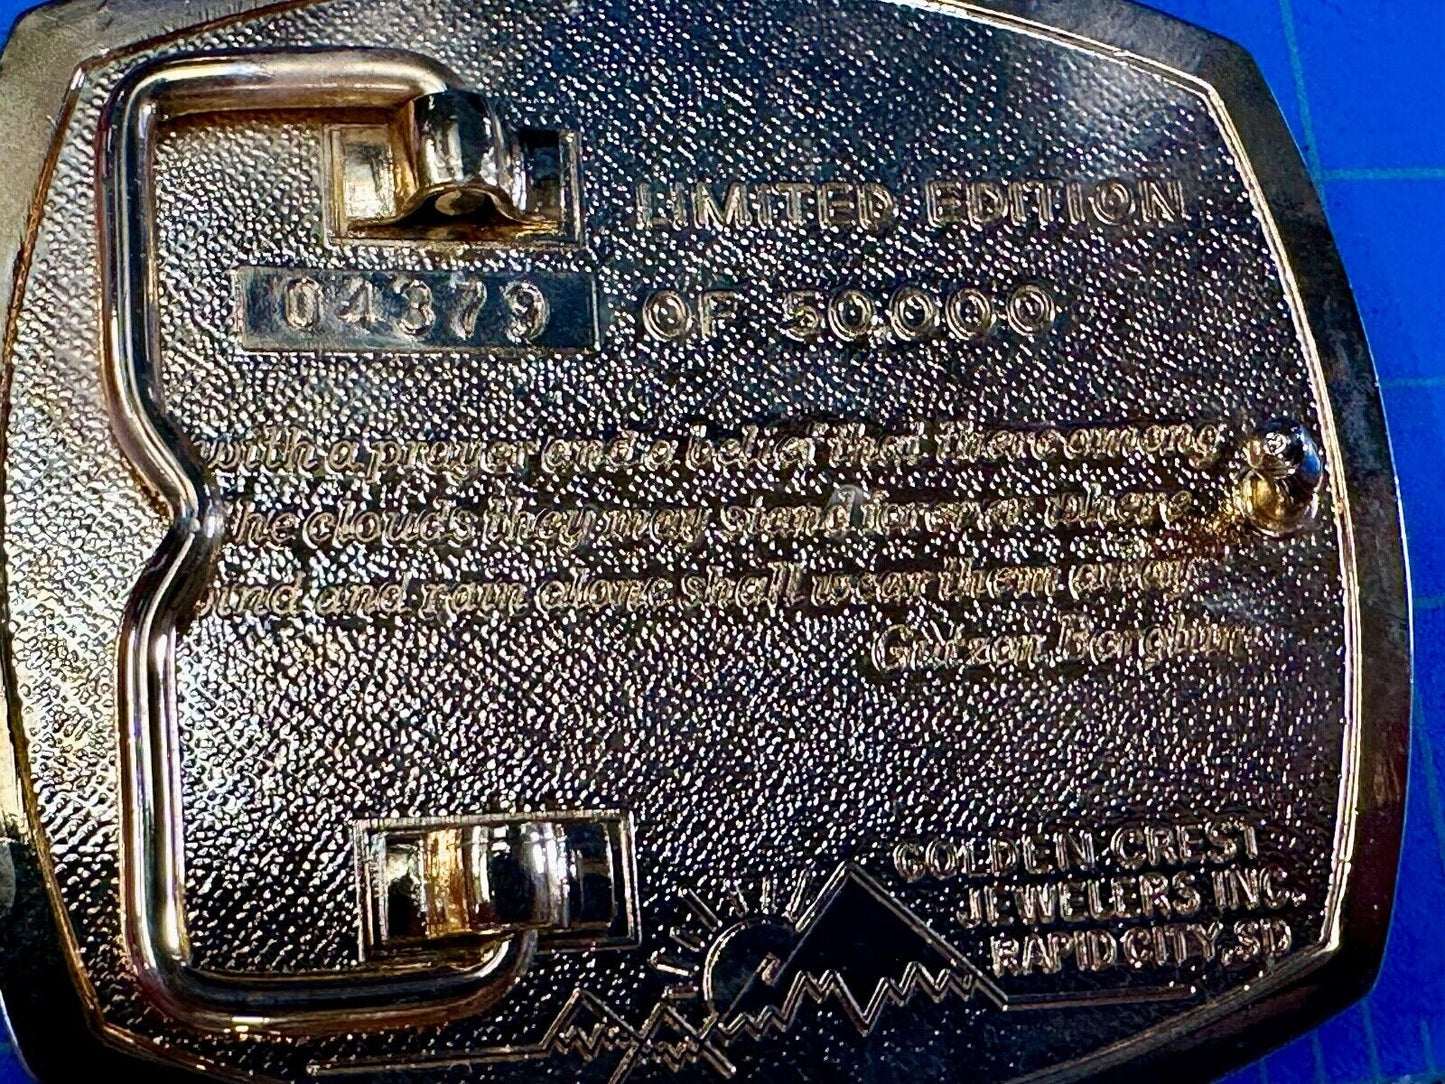 LIMITED EDITION
04379 OF 50,000
with a prayer and a belief that there among
the clouds they may stand forever where
wind and rain alone shall wear them away
Gutzon Borglum
GOLDEN CREST
JEWELERS INC.
RAPID CITY, SD